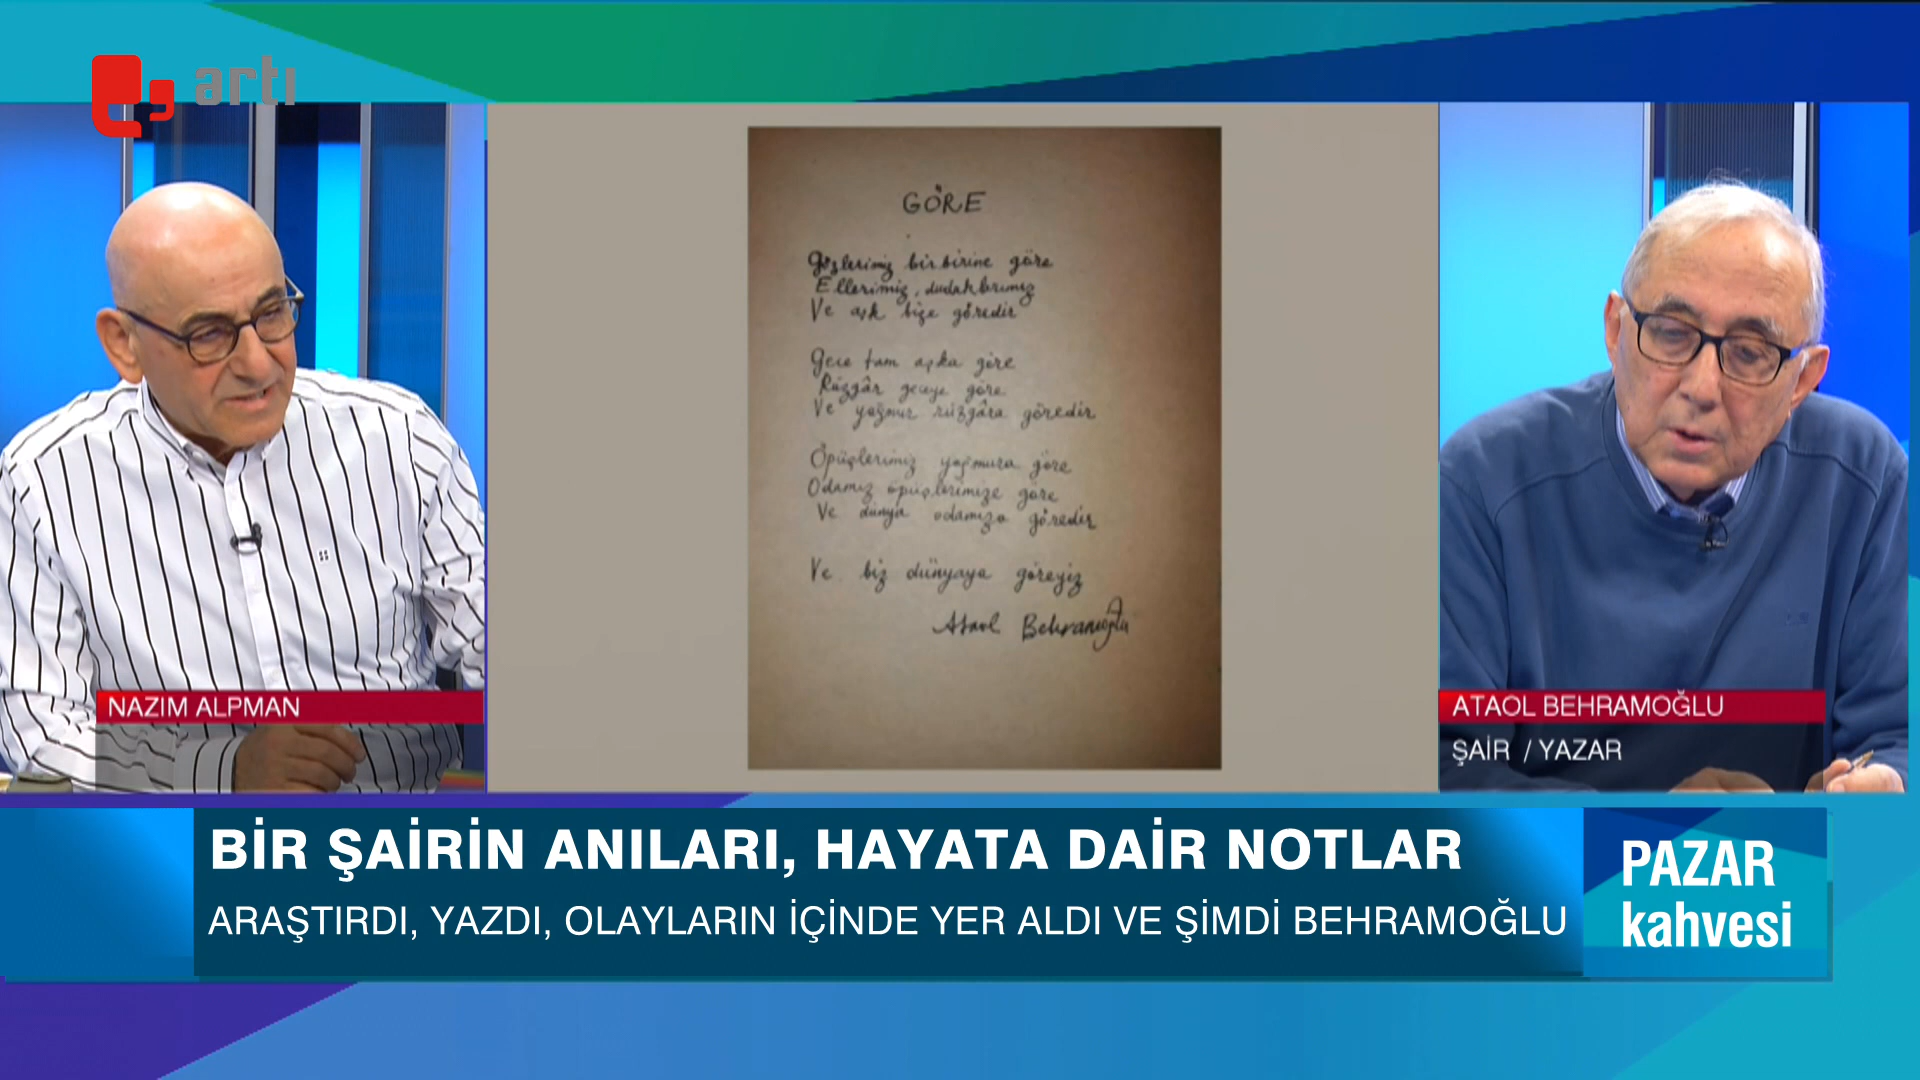 artı
GÖRE
Gözlerimiz birbirine göre
Ellerimiz, dudaklarımız
Ve aşk bize göredir
Gece tam aşka göre
Rüzgâr geceye göre
Ve yağmur rüzgâra göredir
Öpüşlerimiz yağmura göre
Odamız öpüşlerimize göre
Ve dünya odamıza göredir
Ve biz dünyaya göreyiz
Ataol Behramoğlu
NAZIM ALPMAN
ATAOL BEHRAMOĞLU
ŞAİR / YAZAR
BİR ŞAİRİN ANILARI, HAYATA DAİR NOTLAR
ARAŞTIRDI, YAZDI, OLAYLARIN İÇİNDE YER ALDI VE ŞİMDİ BEHRAMOĞLU
PAZAR
kahvesi